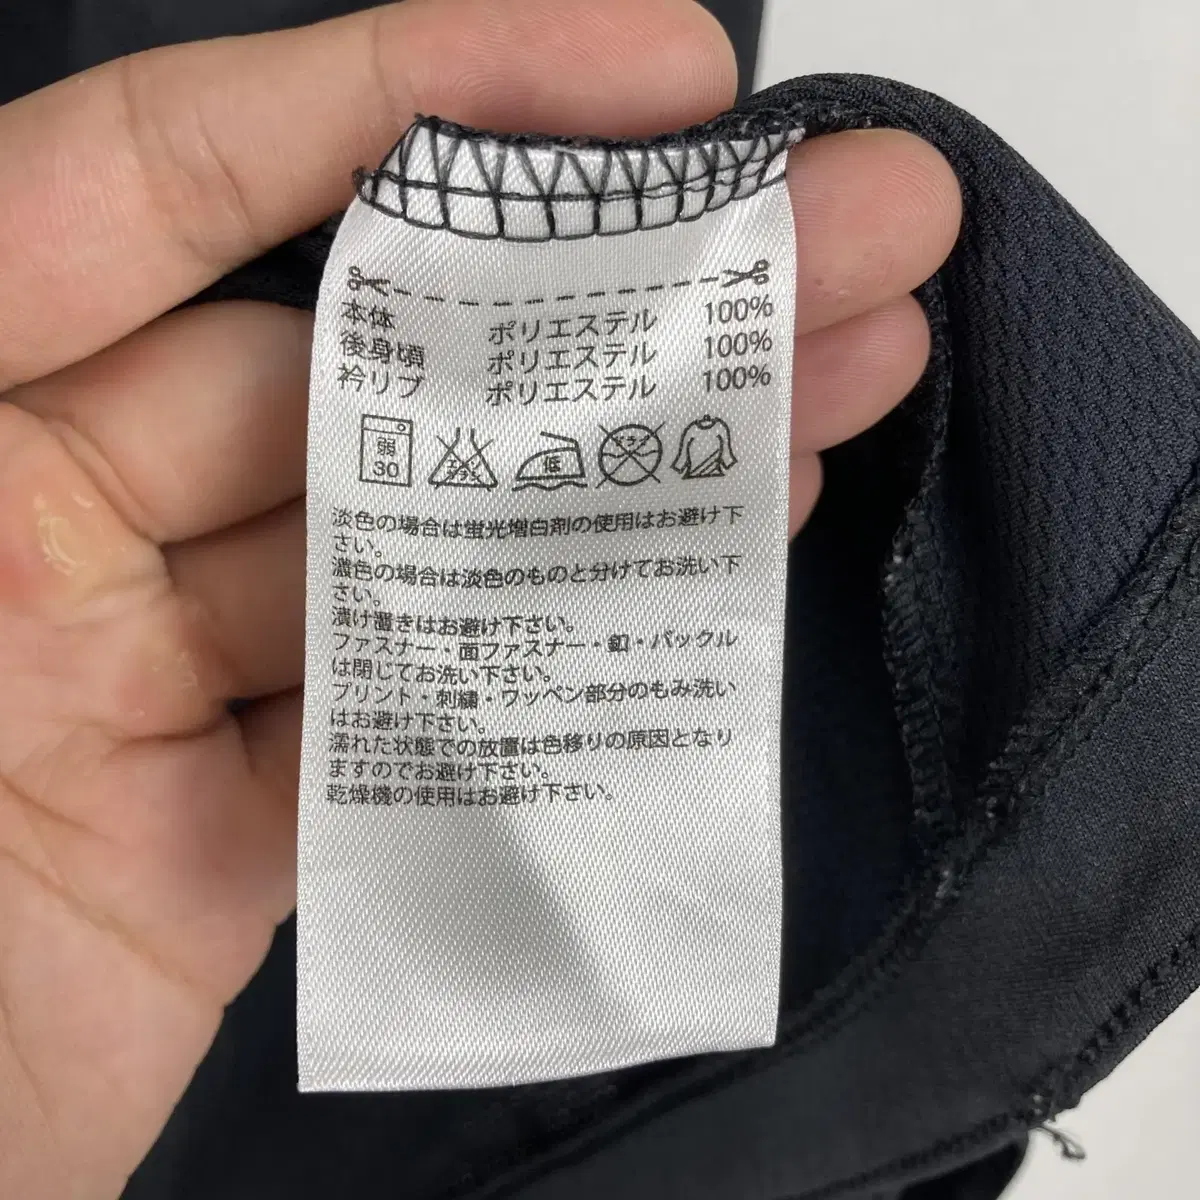 本体 ポリエステル 100%
後身頃 ポリエステル 100%
衿リブ ポリエステル 100%
弱 30 エンソサラシ 低 ドライ
淡色の場合は蛍光増白剤の使用はお避け下
さい。
濃色の場合は淡色のものと分けてお洗い下
さい。
漬け置きはお避け下さい。
ファスナー・面ファスナー・釦・バックル
は閉じてお洗い下さい。
プリント・刺繍・ワッペン部分のもみ洗い
はお避け下さい。
濡れた状態での放置は色移りの原因となり
ますのでお避け下さい。
乾燥機の使用はお避け下さい。